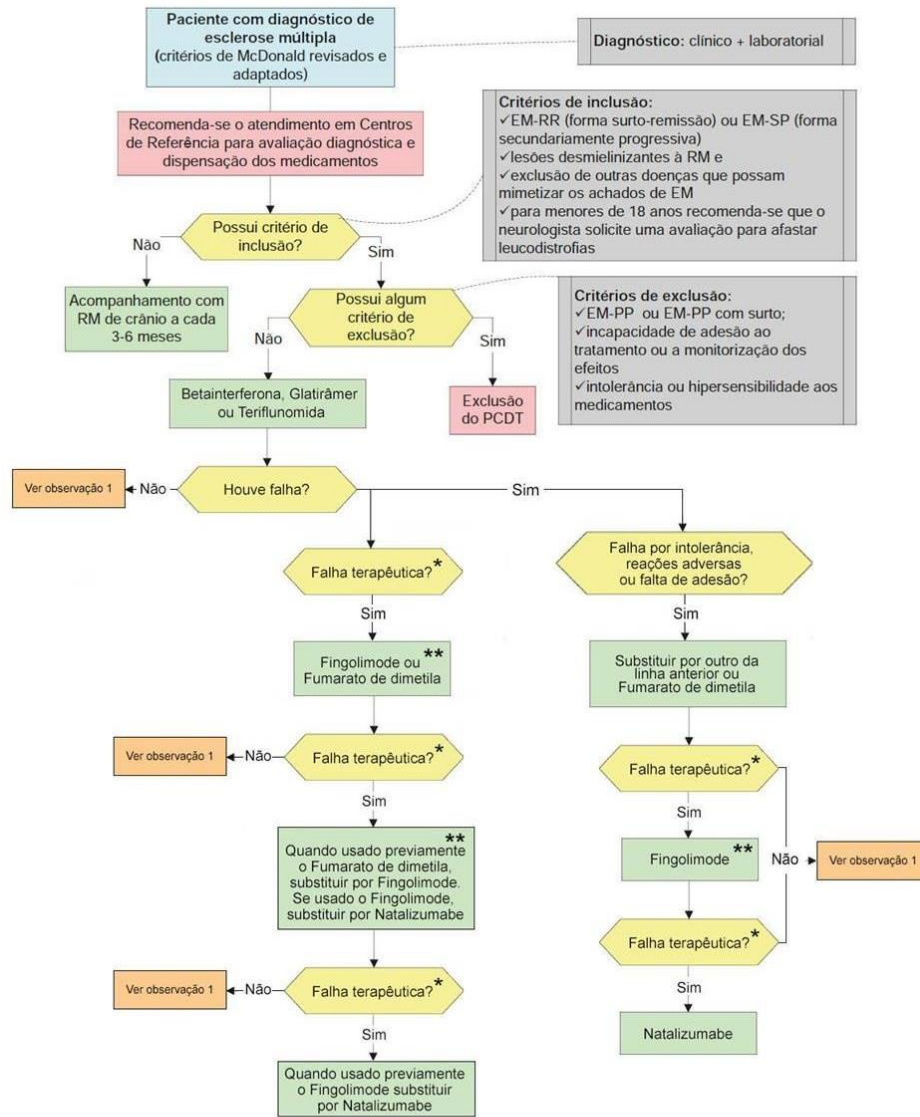 Paciente com diagnóstico de
esclerose múltipla
(critérios de McDonald revisados e
adaptados)
Diagnóstico: clínico + laboratorial
Recomenda-se o atendimento em Centros
de Referência para avaliação diagnóstica e
dispensação dos medicamentos
Critérios de inclusão:
✓EM-RR (forma surto-remissão) ou EM-SP (forma
secundariamente progressiva)
✓lesões desmielinizantes à RM e
✓exclusão de outras doenças que possam
mimetizar os achados de EM
✓para menores de 18 anos recomenda-se que o
neurologista solicite uma avaliação para afastar
leucodistrofias
Possui critério de
inclusão?
Não
Sim
Acompanhamento com
RM de crânio a cada
3-6 meses
Possui algum
critério de
exclusão?
Não
Sim
Critérios de exclusão:
✓EM-PP ou EM-PP com surto;
✓incapacidade de adesão ao
tratamento ou a monitorização dos
efeitos
✓intolerância ou hipersensibilidade aos
medicamentos
Betainterferona, Glatirâmer
ou Teriflunomida
Exclusão
do PCDT
Ver observação 1
Não
Houve falha?
Sim
Falha terapêutica?*
Sim
Fingolimode ou **
Fumarato de dimetila
Ver observação 1
Não
Falha terapêutica?*
Sim
**
Quando usado previamente
o Fumarato de dimetila,
substituir por Fingolimode.
Se usado o Fingolimode,
substituir por Natalizumabe
Ver observação 1
Não
Falha terapêutica?*
Sim
Quando usado previamente
o Fingolimode substituir
por Natalizumabe
Falha por intolerância,
reações adversas
ou falta de adesão?
Sim
Substituir por outro da
linha anterior ou
Fumarato de dimetila
Falha terapêutica?*
Sim
Fingolimode **
Não
Ver observação 1
Falha terapêutica?*
Sim
Natalizumabe